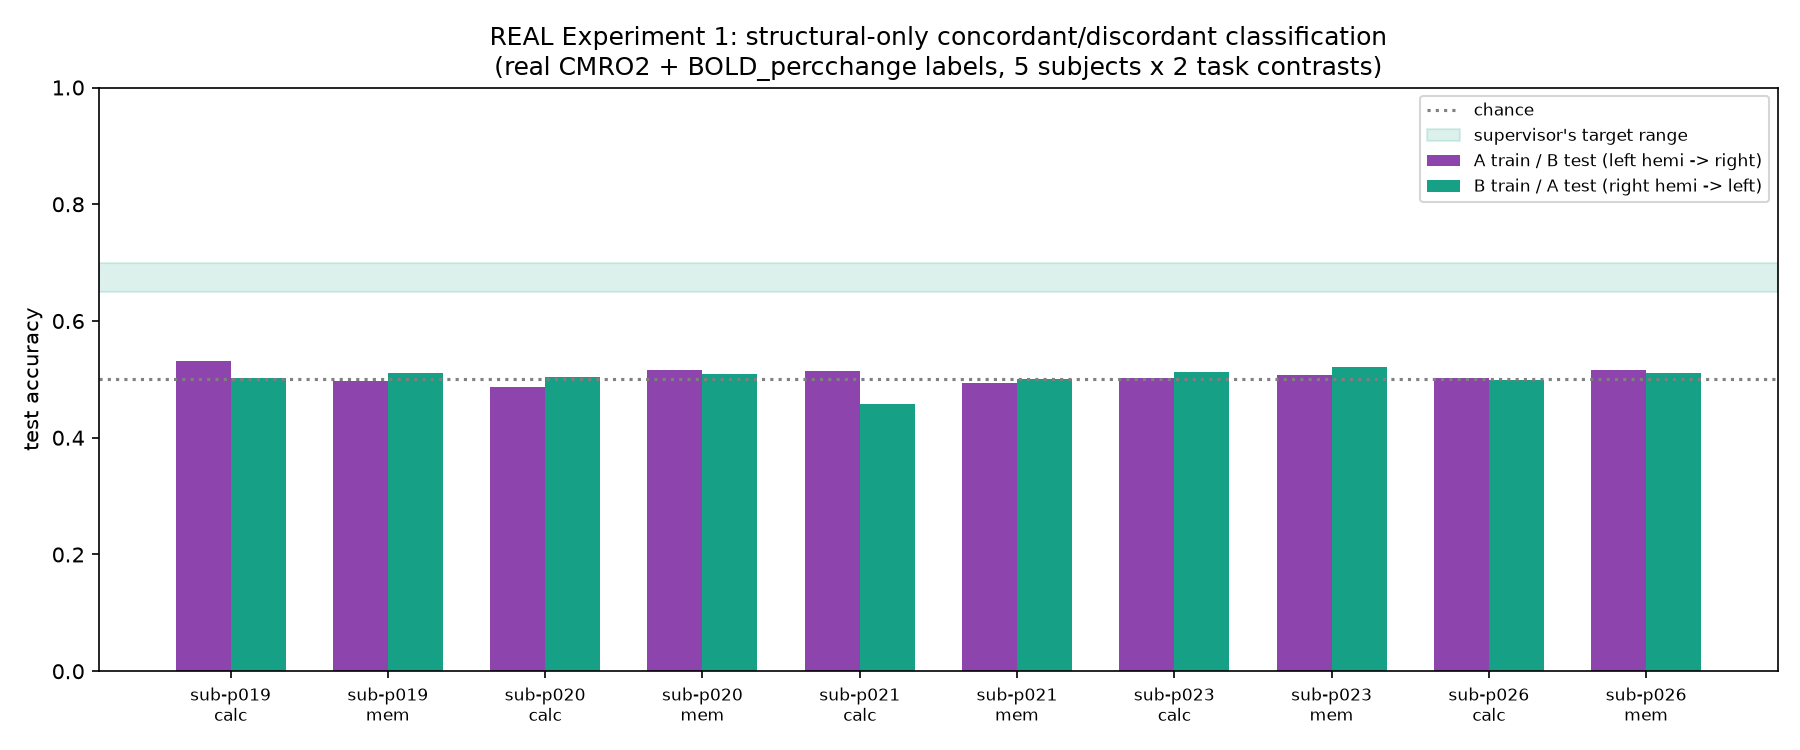 REAL Experiment 1: structural-only concordant/discordant classification
(real CMRO2 + BOLD_percchange labels, 5 subjects x 2 task contrasts)
chance
supervisor's target range
A train / B test (left hemi -> right)
B train / A test (right hemi -> left)
test accuracy
1.0
0.8
0.6
0.4
0.2
0.0
sub-p019
calc
sub-p019
mem
sub-p020
calc
sub-p020
mem
sub-p021
calc
sub-p021
mem
sub-p023
calc
sub-p023
mem
sub-p026
calc
sub-p026
mem